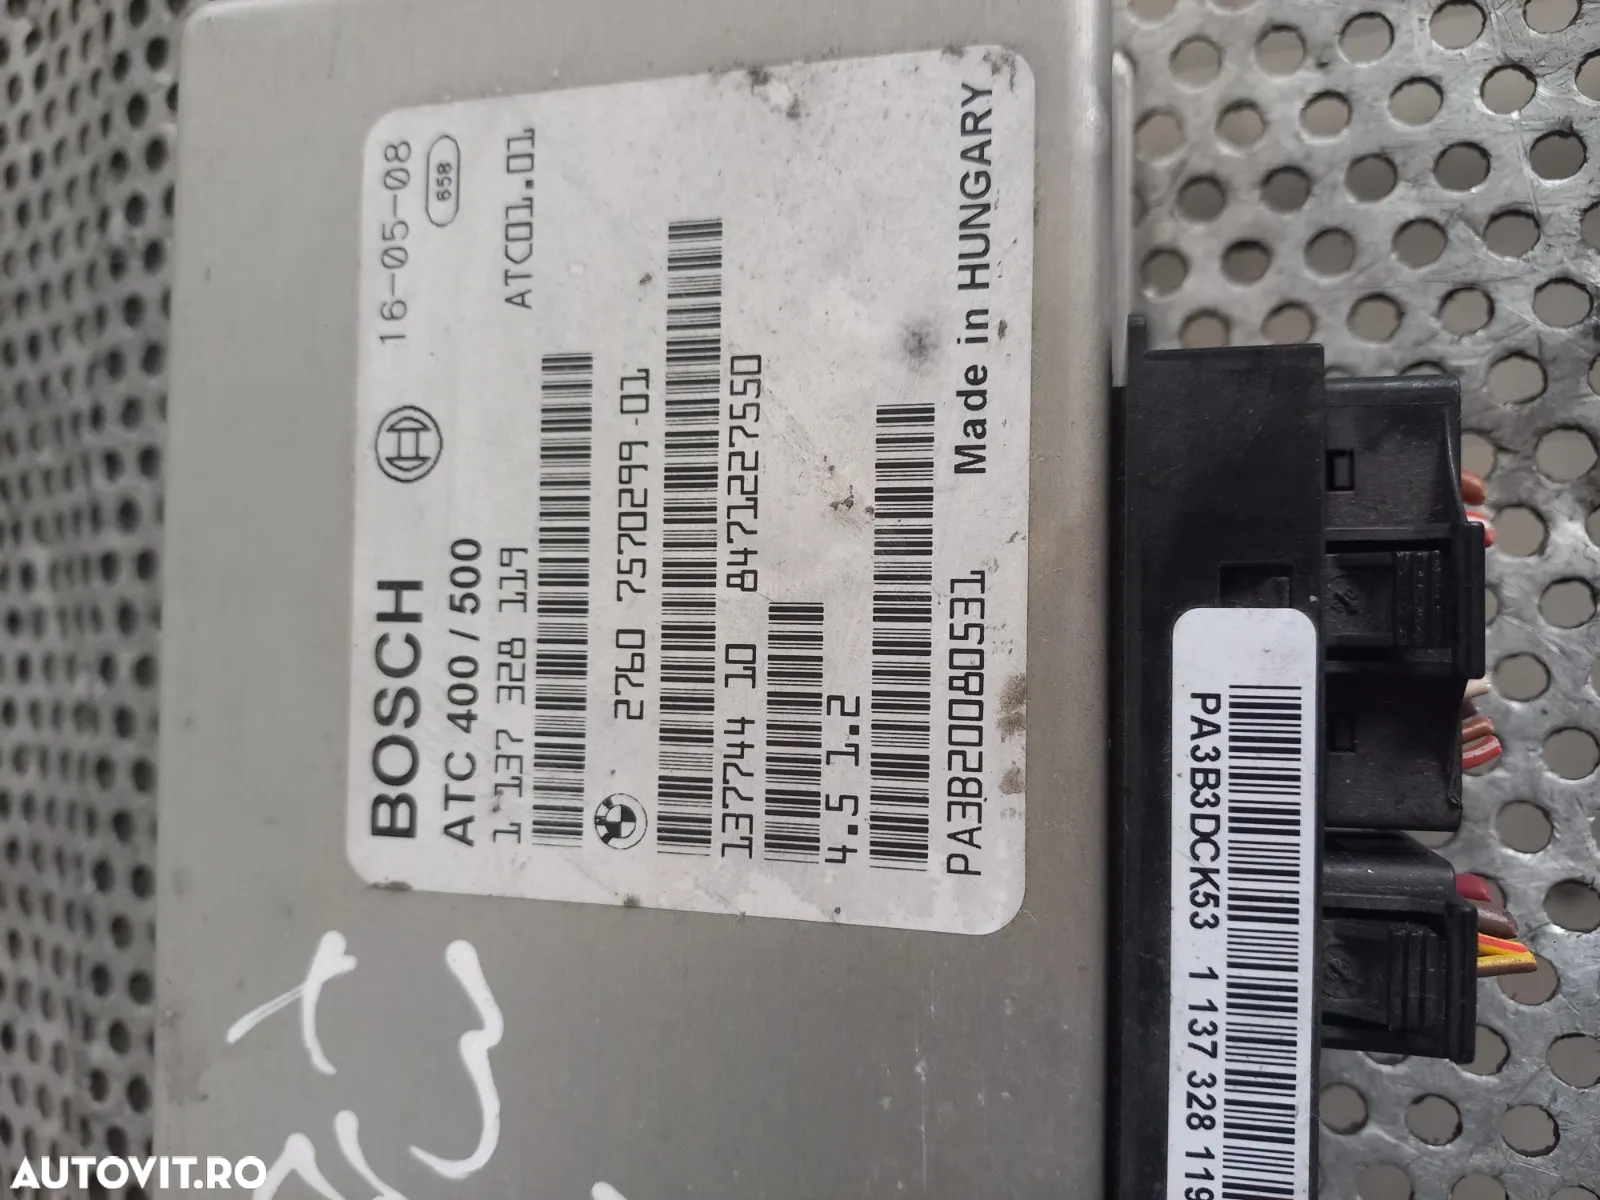 BOSCH
16-05-08
658
ATC 400 / 500
1 137 328 119
ATC01.01
2760 7570299-01
137744 10 8471227550
4.5 1.2
PA3B20080531
Made in HUNGARY
PA3B3DCK53 1 137 328 119
AUTOVIT.RO